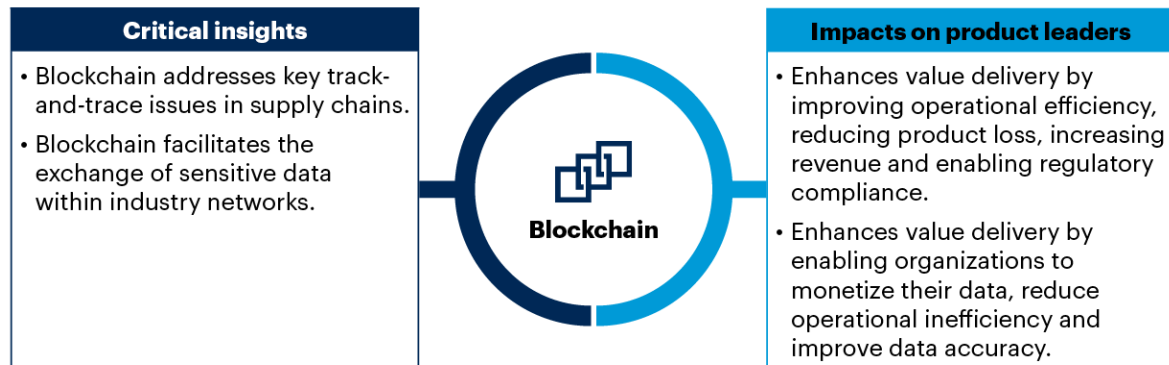 Critical insights
• Blockchain addresses key track-
and-trace issues in supply chains.
• Blockchain facilitates the
exchange of sensitive data
within industry networks.
Blockchain
Impacts on product leaders
• Enhances value delivery by
improving operational efficiency,
reducing product loss, increasing
revenue and enabling regulatory
compliance.
• Enhances value delivery by
enabling organizations to
monetize their data, reduce
operational inefficiency and
improve data accuracy.